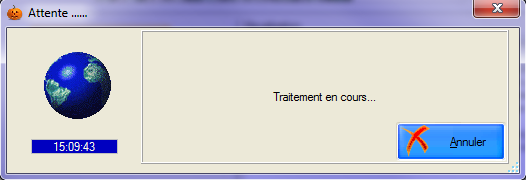 Attente ......
Traitement en cours...
15:09:43
Annuler